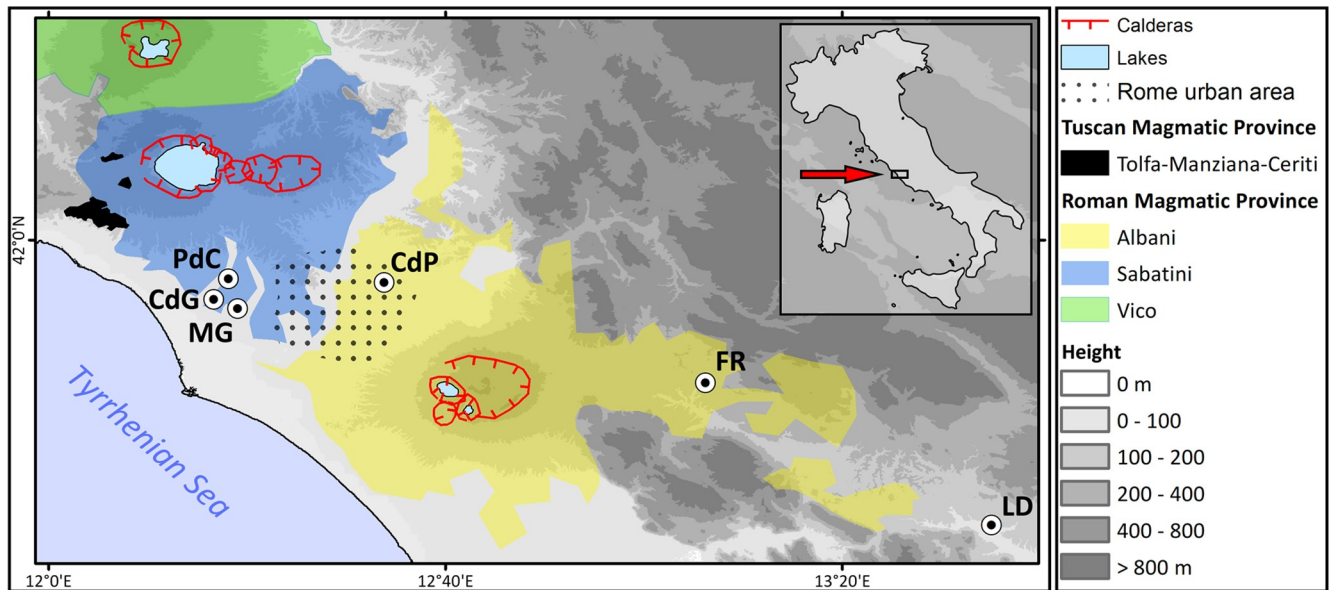 42°0'N
PdC
CdG
MG
CdP
FR
LD
Tyrrhenian Sea
12°0'E
12°40'E
13°20'E
Calderas
Lakes
Rome urban area
Tuscan Magmatic Province
Tolfa-Manziana-Ceriti
Roman Magmatic Province
Albani
Sabatini
Vico
Height
0 m
0 - 100
100 - 200
200 - 400
400 - 800
> 800 m